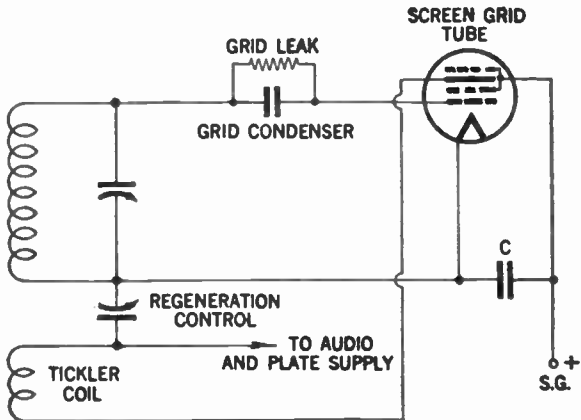 SCREEN GRID
TUBE
GRID LEAK
GRID CONDENSER
C
REGENERATION
CONTROL
TO AUDIO
AND PLATE SUPPLY
TICKLER
COIL
+
S.G.